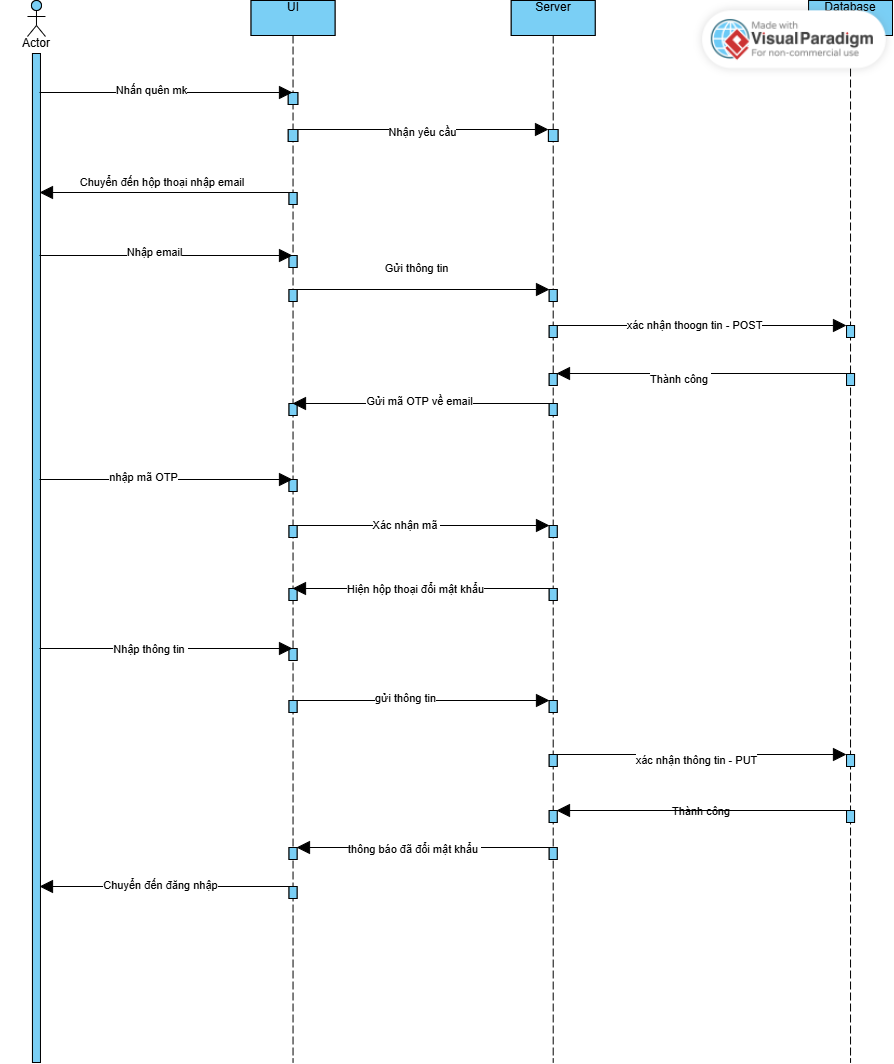 UI
Server
Database
Made with
VisualParadigm
For non-commercial use
Actor
Nhấn quên mk
Nhận yêu cầu
Chuyển đến hộp thoại nhập email
Nhập email
Gửi thông tin
xác nhận thoogn tin - POST
Thành công
Gửi mã OTP về email
nhập mã OTP
Xác nhận mã
Hiện hộp thoại đổi mật khẩu
Nhập thông tin
gửi thông tin
xác nhận thông tin - PUT
Thành công
thông báo đã đổi mật khẩu
Chuyển đến đăng nhập